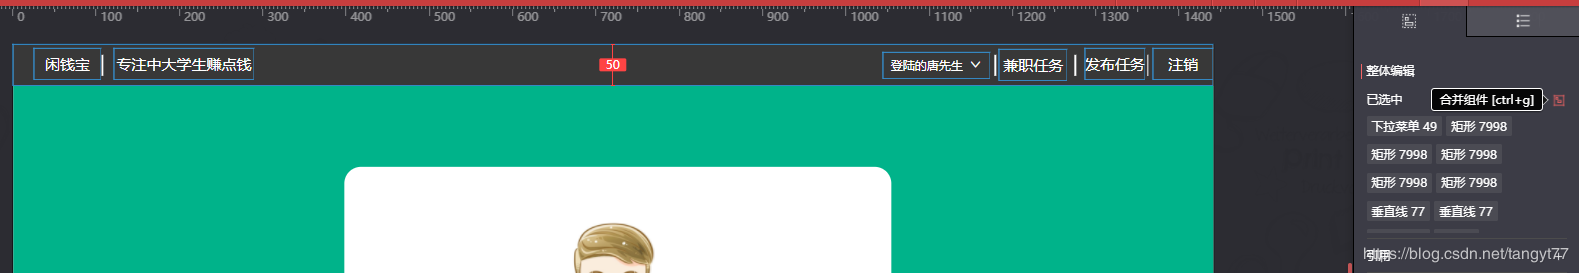 0 100 200 300 400 500 600 700 800 900 1000 1100 1200 1300 1400 1500
闲钱宝 | 专注中大学生赚点钱 50 登陆的唐先生 | 兼职任务 | 发布任务 | 注销
整体编辑
已选中 合并组件 [ctrl+g]
下拉菜单 49 矩形 7998
矩形 7998 矩形 7998
矩形 7998 矩形 7998
垂直线 77 垂直线 77
引用 +
https://blog.csdn.net/tangyt77